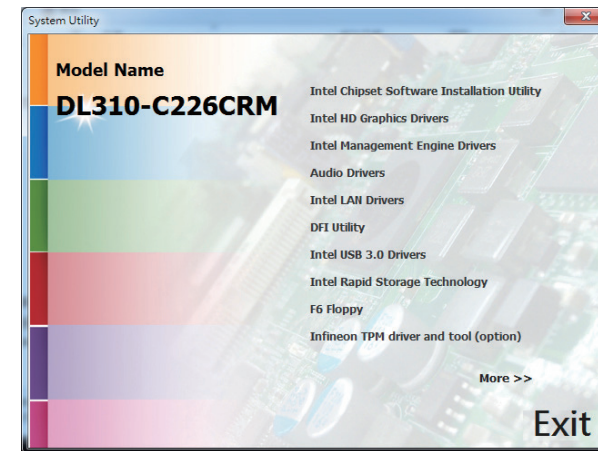 System Utility
Model Name
DL310-C226CRM
Intel Chipset Software Installation Utility
Intel HD Graphics Drivers
Intel Management Engine Drivers
Audio Drivers
Intel LAN Drivers
DFI Utility
Intel USB 3.0 Drivers
Intel Rapid Storage Technology
F6 Floppy
Infineon TPM driver and tool (option)
More >>
Exit